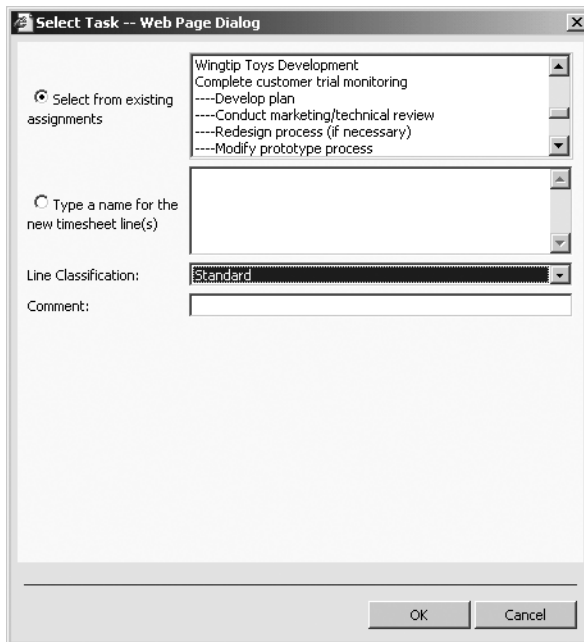 Select Task -- Web Page Dialog
Wingtip Toys Development
Complete customer trial monitoring
----Develop plan
----Conduct marketing/technical review
----Redesign process (if necessary)
----Modify prototype process
Select from existing
assignments
Type a name for the
new timesheet line(s)
Line Classification:
Standard
Comment:
OK
Cancel